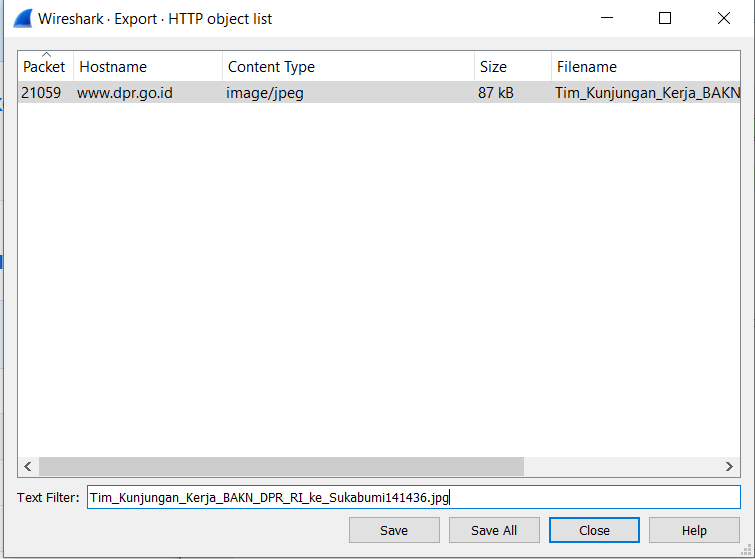 Wireshark · Export · HTTP object list
Packet Hostname Content Type Size Filename
21059 www.dpr.go.id image/jpeg 87 kB Tim_Kunjungan_Kerja_BAKN
Text Filter: Tim_Kunjungan_Kerja_BAKN_DPR_RI_ke_Sukabumi141436.jpg
Save Save All Close Help